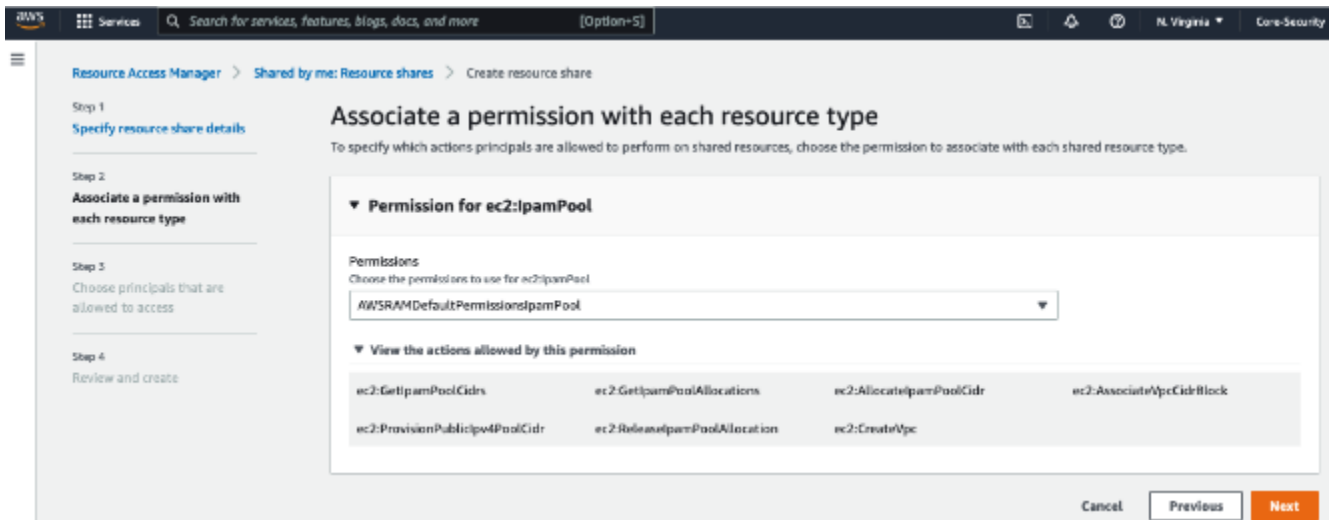 aws Services Search for services, features, blogs, docs, and more [Option+S] N. Virginia Core-Security
Resource Access Manager > Shared by me: Resource shares > Create resource share
Step 1
Specify resource share details
Step 2
Associate a permission with
each resource type
Step 3
Choose principals that are
allowed to access
Step 4
Review and create
Associate a permission with each resource type
To specify which actions principals are allowed to perform on shared resources, choose the permission to associate with each shared resource type.
Permission for ec2:IpamPool
Permissions
Choose the permissions to use for ec2:IpamPool
AWSRAMDefaultPermissionsIpamPool
View the actions allowed by this permission
ec2:GetIpamPoolCidrs ec2:GetIpamPoolAllocations ec2:AllocateIpamPoolCidr ec2:AssociateVpcCidrBlock
ec2:ProvisionPublicIpv4PoolCidr ec2:ReleaseIpamPoolAllocation ec2:CreateVpc
Cancel Previous Next